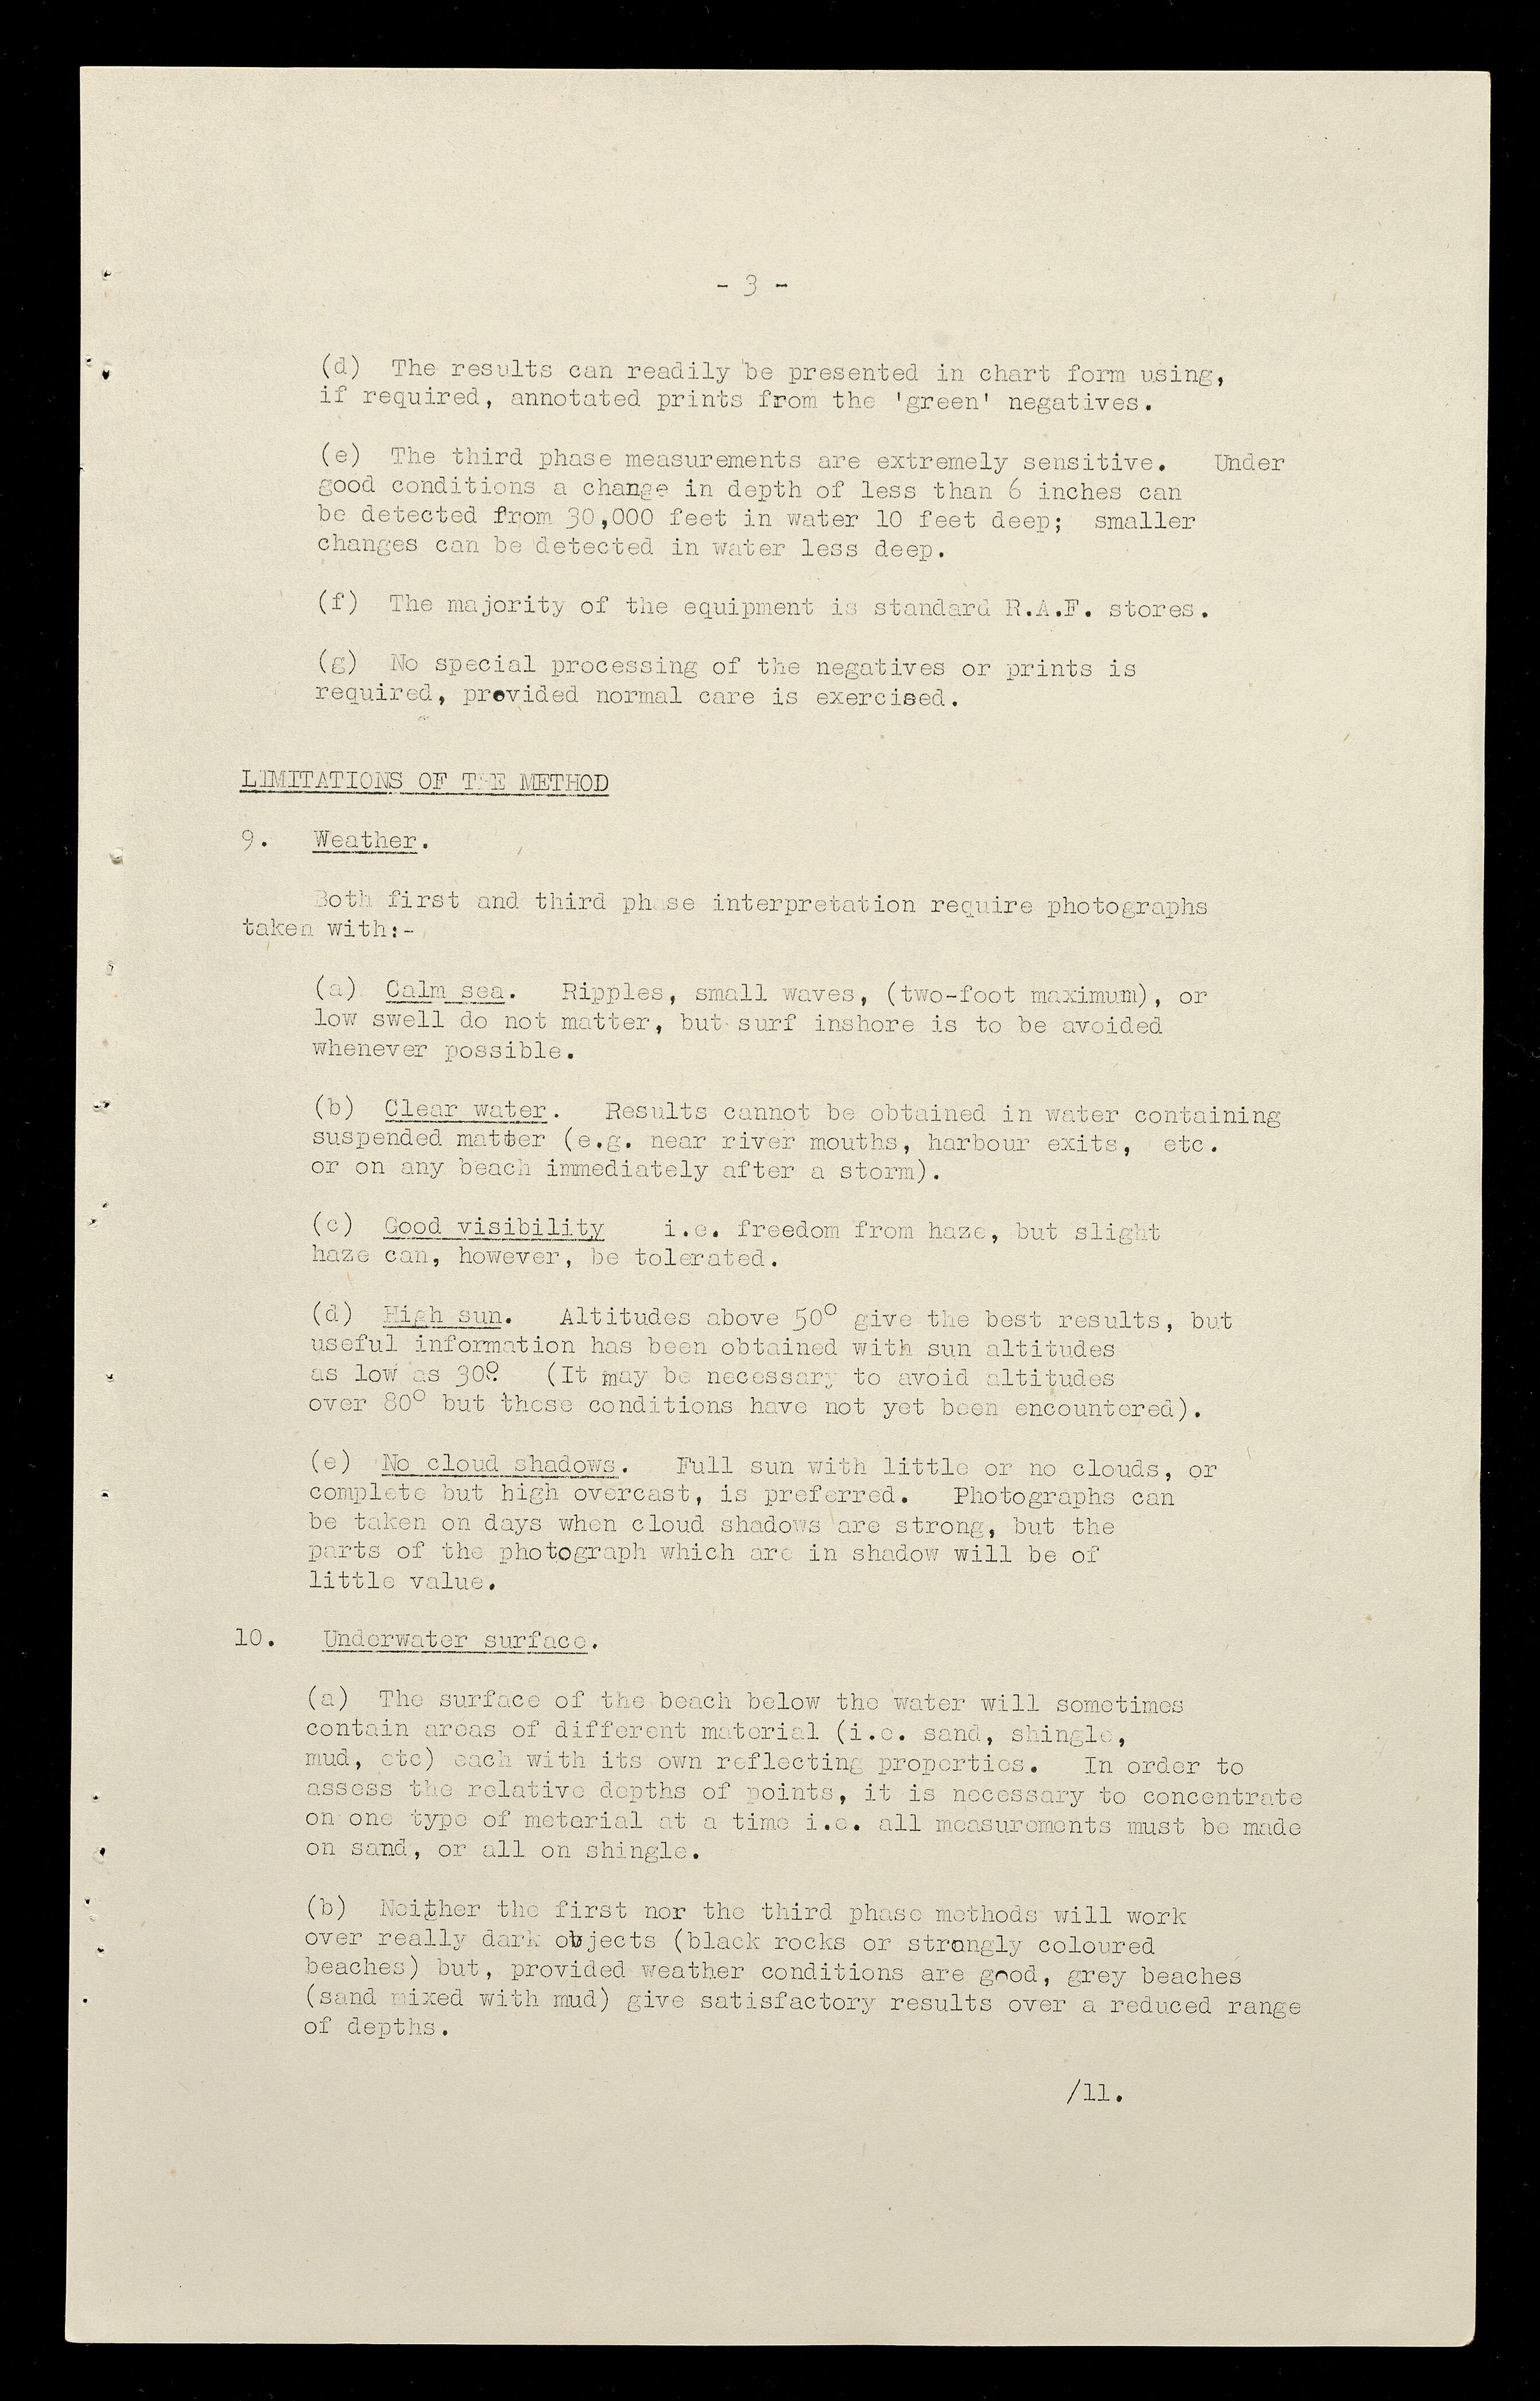 - 3 -
(d) The results can readily be presented in chart form using,
if required, annotated prints from the 'green' negatives.
(e) The third phase measurements are extremely sensitive. Under
good conditions a change in depth of less than 6 inches can
be detected from 30,000 feet in water 10 feet deep; smaller
changes can be detected in water less deep.
(f) The majority of the equipment is standard R.A.F. stores.
(g) No special processing of the negatives or prints is
required, provided normal care is exercised.
LIMITATIONS OF THE METHOD
9. Weather.
Both first and third phase interpretation require photographs
taken with:-
(a) Calm sea. Ripples, small waves, (two-foot maximum), or
low swell do not matter, but surf inshore is to be avoided
whenever possible.
(b) Clear water. Results cannot be obtained in water containing
suspended matter (e.g. near river mouths, harbour exits, etc.
or on any beach immediately after a storm).
(c) Good visibility i.e. freedom from haze, but slight
haze can, however, be tolerated.
(d) High sun. Altitudes above 50° give the best results, but
useful information has been obtained with sun altitudes
as low as 30°. (It may be necessary to avoid altitudes
over 80° but these conditions have not yet been encountered).
(e) No cloud shadows. Full sun with little or no clouds, or
complete but high overcast, is preferred. Photographs can
be taken on days when cloud shadows are strong, but the
parts of the photograph which are in shadow will be of
little value.
10. Underwater surface.
(a) The surface of the beach below the water will sometimes
contain areas of different material (i.e. sand, shingle,
mud, etc) each with its own reflecting properties. In order to
assess the relative depths of points, it is necessary to concentrate
on one type of meterial at a time i.e. all measurements must be made
on sand, or all on shingle.
(b) Neither the first nor the third phase methods will work
over really dark objects (black rocks or strongly coloured
beaches) but, provided weather conditions are good, grey beaches
(sand mixed with mud) give satisfactory results over a reduced range
of depths.
/11.